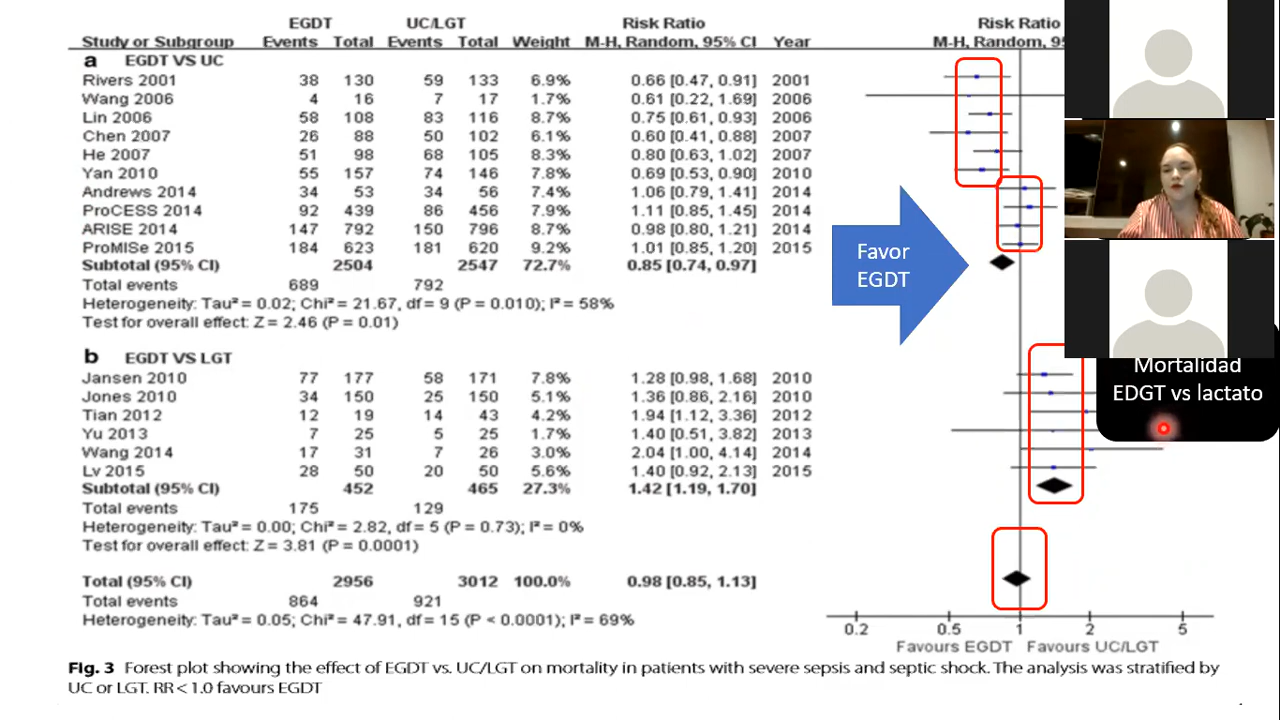 EGDT UC/LGT Risk Ratio Risk Ratio
Study or Subgroup Events Total Events Total Weight M-H, Random, 95% CI Year M-H, Random, 
a EGDT VS UC
Rivers 2001 38 130 59 133 6.9% 0.66 [0.47, 0.91] 2001
Wang 2006 4 16 7 17 1.7% 0.61 [0.22, 1.69] 2006
Lin 2006 58 108 83 116 8.7% 0.75 [0.61, 0.93] 2006
Chen 2007 26 88 50 102 6.1% 0.60 [0.41, 0.88] 2007
He 2007 51 98 68 105 8.3% 0.80 [0.63, 1.02] 2007
Yan 2010 55 157 74 146 7.8% 0.69 [0.53, 0.90] 2010
Andrews 2014 34 53 34 56 7.4% 1.06 [0.79, 1.41] 2014
ProCESS 2014 92 439 86 456 7.9% 1.11 [0.85, 1.45] 2014
ARISE 2014 147 792 150 796 8.7% 0.98 [0.80, 1.21] 2014
ProMISe 2015 184 623 181 620 9.2% 1.01 [0.85, 1.20] 2015
Subtotal (95% CI) 2504 2547 72.7% 0.85 [0.74, 0.97]
Total events 689 792
Heterogeneity: Tau² = 0.02; Chi² = 21.67, df = 9 (P = 0.010); I² = 58%
Test for overall effect: Z = 2.46 (P = 0.01)
Favor
EGDT
b EGDT VS LGT
Jansen 2010 77 177 58 171 7.8% 1.28 [0.98, 1.68] 2010
Jones 2010 34 150 25 150 5.1% 1.36 [0.86, 2.16] 2010
Tian 2012 12 19 14 43 4.2% 1.94 [1.12, 3.36] 2012
Yu 2013 7 25 5 25 1.7% 1.40 [0.51, 3.82] 2013
Wang 2014 17 31 7 26 3.0% 2.04 [1.00, 4.14] 2014
Lv 2015 28 50 20 50 5.6% 1.40 [0.92, 2.13] 2015
Subtotal (95% CI) 452 465 27.3% 1.42 [1.19, 1.70]
Total events 175 129
Heterogeneity: Tau² = 0.00; Chi² = 2.82, df = 5 (P = 0.73); I² = 0%
Test for overall effect: Z = 3.81 (P = 0.0001)
Mortalidad
EDGT vs lactato
Total (95% CI) 2956 3012 100.0% 0.98 [0.85, 1.13]
Total events 864 921
Heterogeneity: Tau² = 0.05; Chi² = 47.91, df = 15 (P < 0.0001); I² = 69%
0.2 0.5 1 2 5
Favours EGDT Favours UC/LGT
Fig. 3 Forest plot showing the effect of EGDT vs. UC/LGT on mortality in patients with severe sepsis and septic shock. The analysis was stratified by
UC or LGT. RR < 1.0 favours EGDT